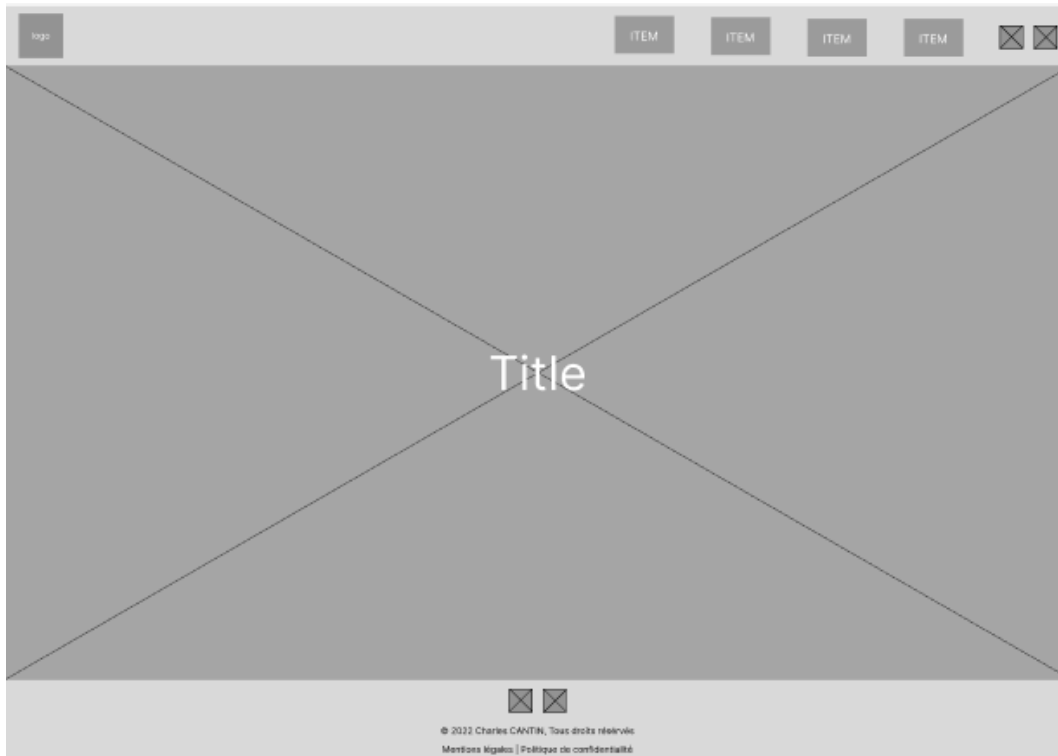 logo
ITEM
ITEM
ITEM
ITEM
Title
© 2022 Charles CANTIN, Tous droits réservés
Mentions légales | Politique de confidentialité